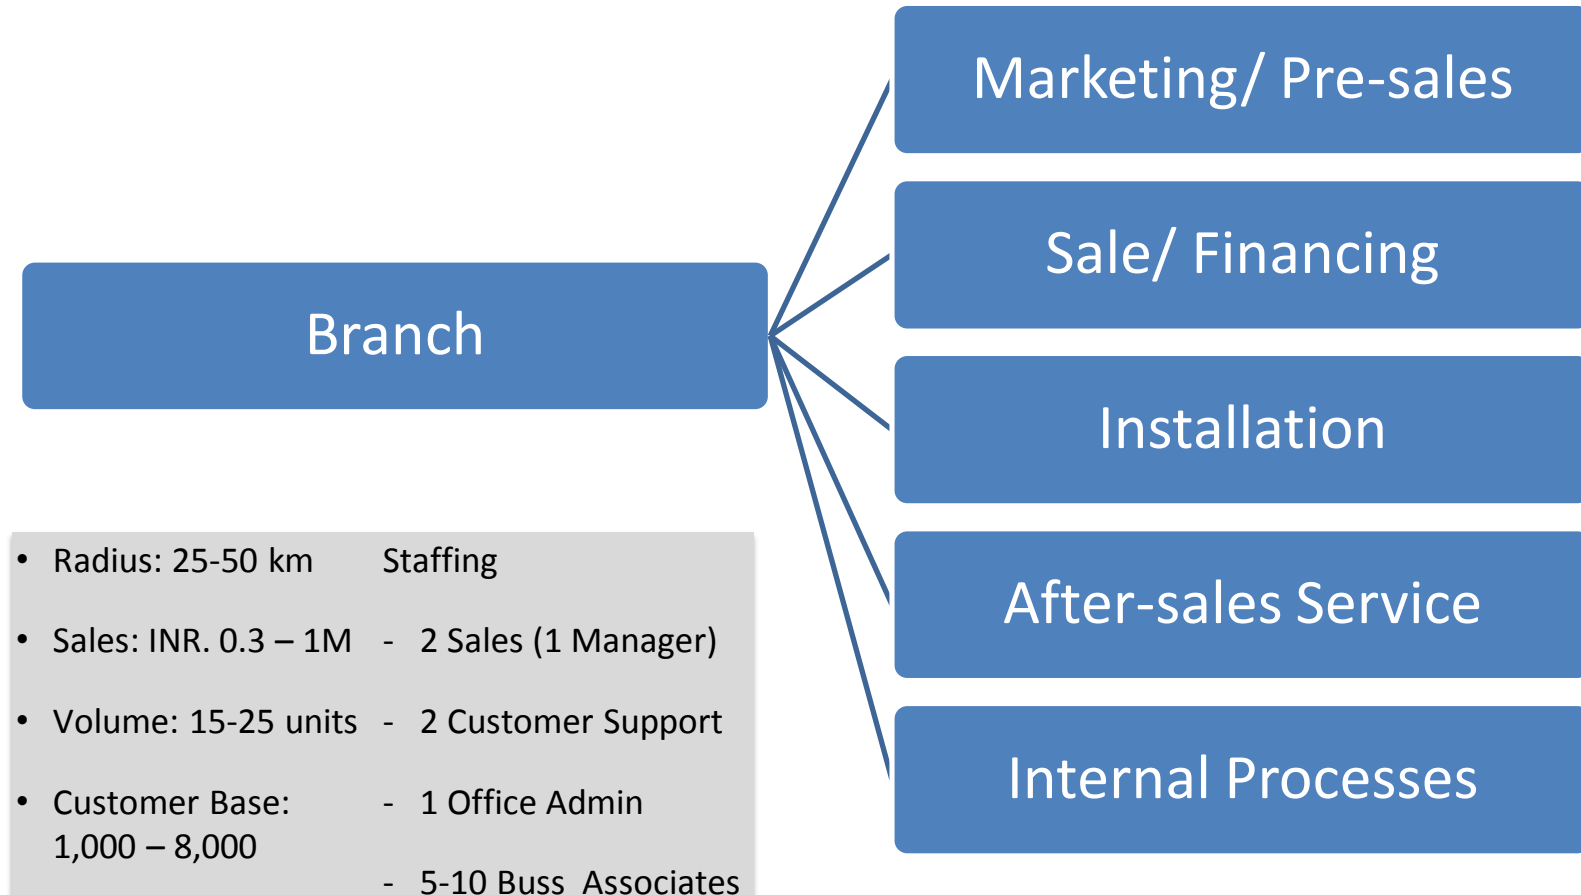 Branch
Marketing/ Pre-sales
Sale/ Financing
Installation
After-sales Service
Internal Processes
• Radius: 25-50 km
• Sales: INR. 0.3 – 1M
• Volume: 15-25 units
• Customer Base:
1,000 – 8,000
Staffing
- 2 Sales (1 Manager)
- 2 Customer Support
- 1 Office Admin
- 5-10 Buss Associates